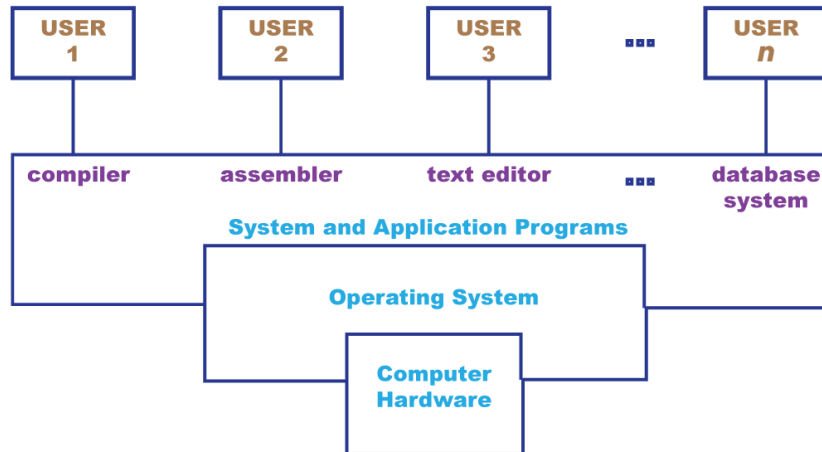 USER
1
USER
2
USER
3
USER
n
compiler
assembler
text editor
database
system
System and Application Programs
Operating System
Computer
Hardware